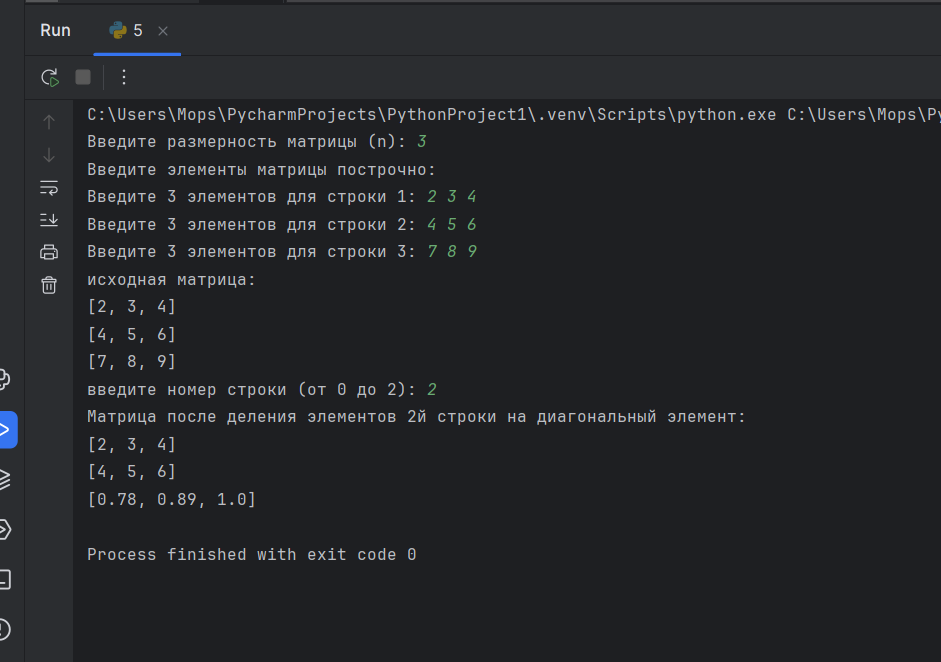 Run 5
C:\Users\Mops\PycharmProjects\PythonProject1\.venv\Scripts\python.exe C:\Users\Mops\Py
Введите размерность матрицы (n): 3
Введите элементы матрицы построчно:
Введите 3 элементов для строки 1: 2 3 4
Введите 3 элементов для строки 2: 4 5 6
Введите 3 элементов для строки 3: 7 8 9
исходная матрица:
[2, 3, 4]
[4, 5, 6]
[7, 8, 9]
введите номер строки (от 0 до 2): 2
Матрица после деления элементов 2й строки на диагональный элемент:
[2, 3, 4]
[4, 5, 6]
[0.78, 0.89, 1.0]
Process finished with exit code 0